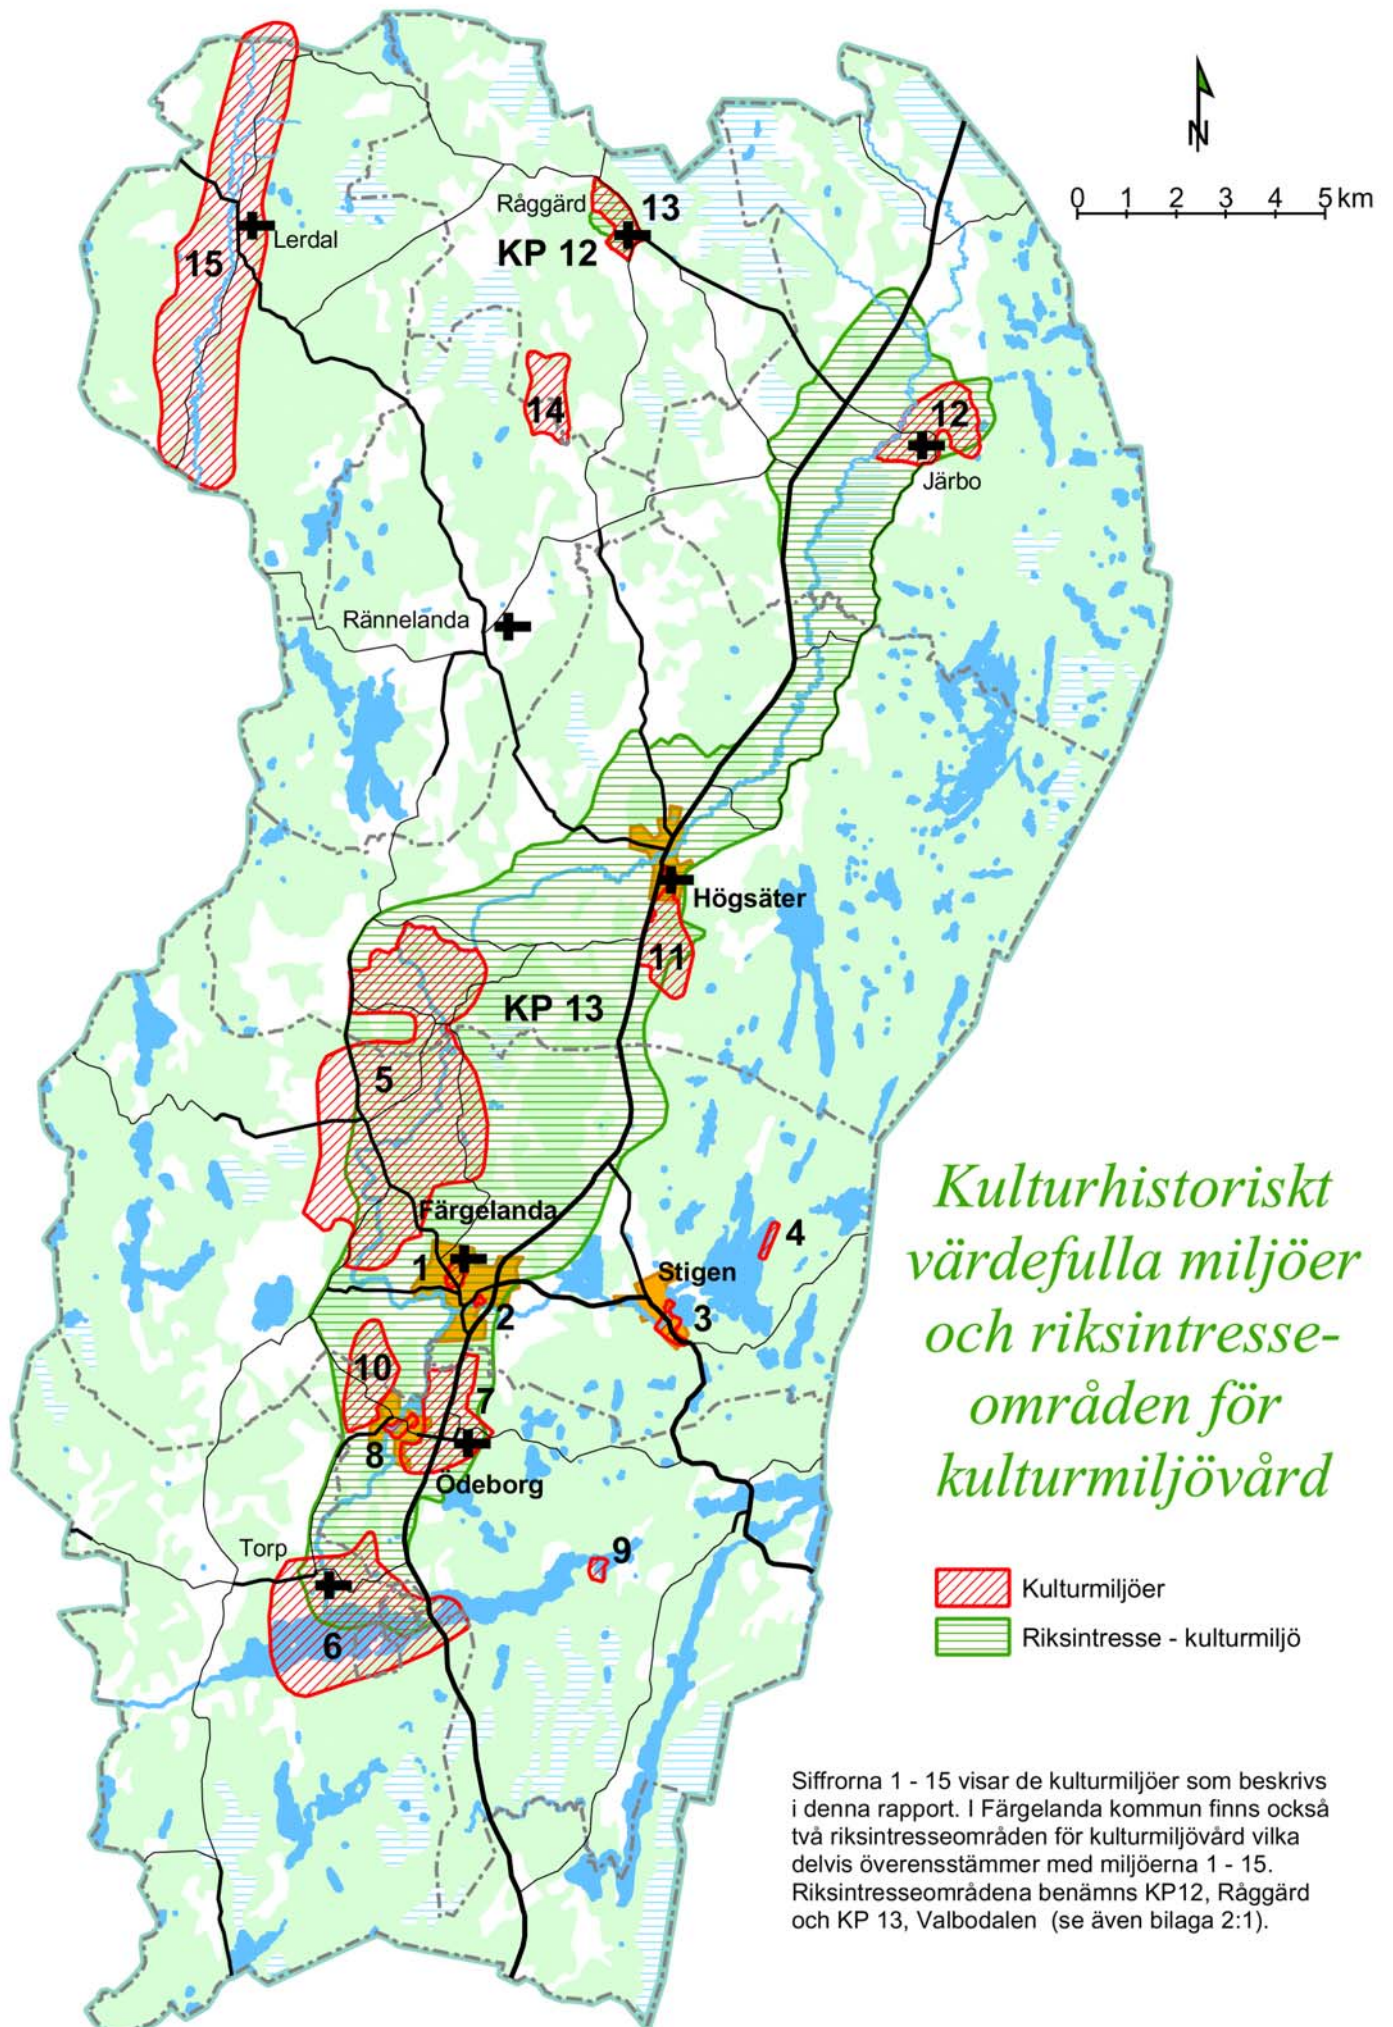 N
0 1 2 3 4 5 km
Råggärd
13
KP 12
Lerdal
15
14
12
Järbo
Rännelanda
Högsäter
11
KP 13
5
Färgelanda
4
1
Stigen
2
3
10
7
8
Ödeborg
Torp
9
6
Kulturhistoriskt
värdefulla miljöer
och riksintresse-
områden för
kulturmiljövård
Kulturmiljöer
Riksintresse - kulturmiljö
Siffrorna 1 - 15 visar de kulturmiljöer som beskrivs
i denna rapport. I Färgelanda kommun finns också
två riksintresseområden för kulturmiljövård vilka
delvis överensstämmer med miljöerna 1 - 15.
Riksintresseområdena benämns KP12, Råggärd
och KP 13, Valbodalen (se även bilaga 2:1).